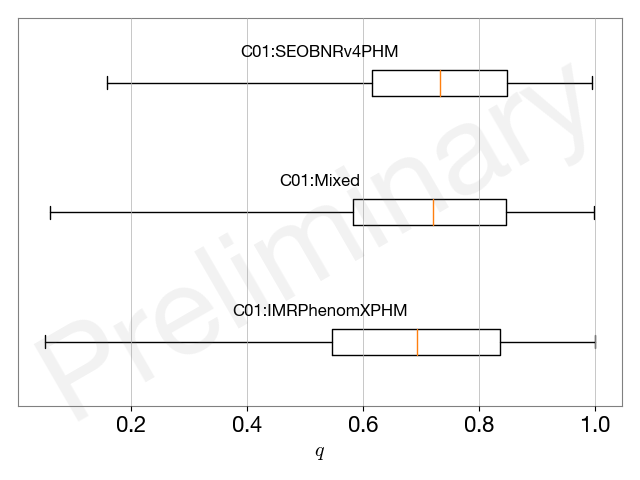 C01:SEOBNRv4PHM
C01:Mixed
C01:IMRPhenomXPHM
Preliminary
0.2 0.4 0.6 0.8 1.0
q